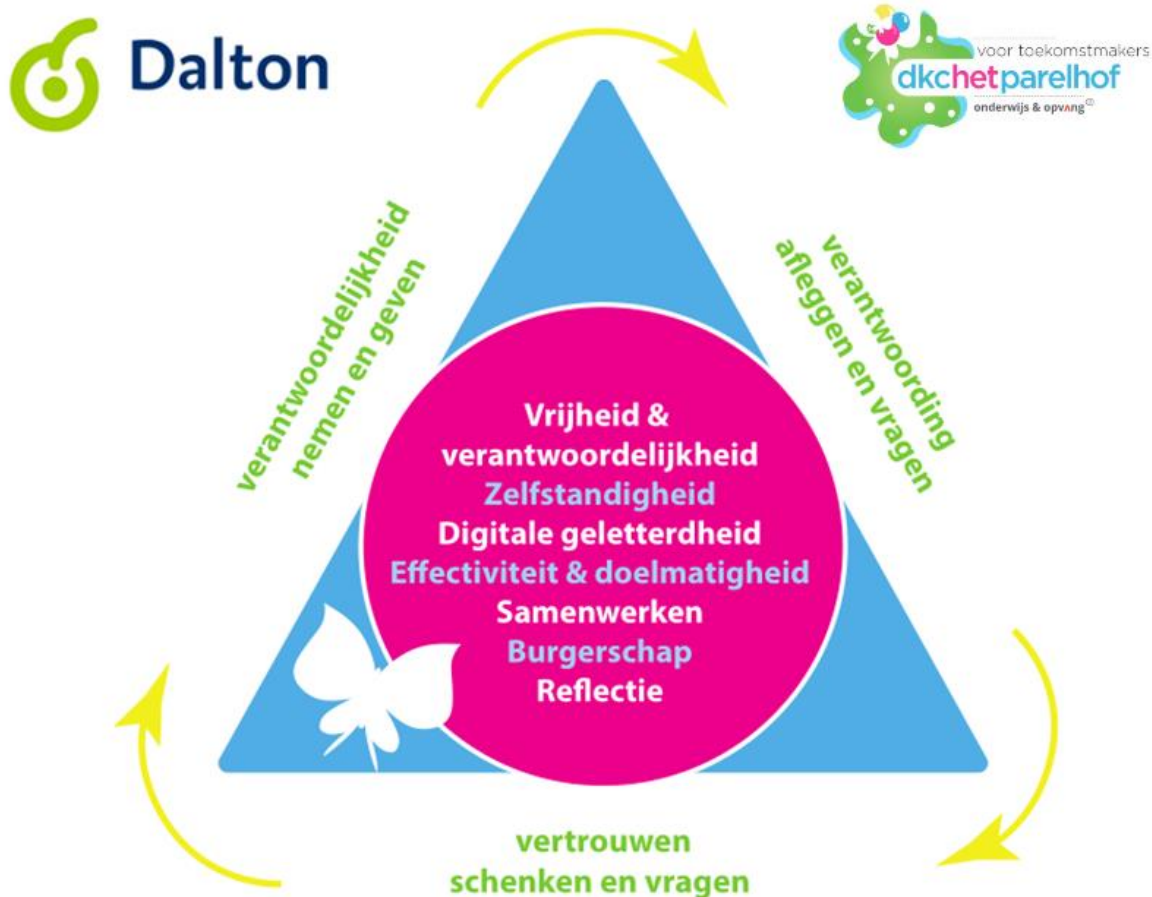 Dalton
voor toekomstmakers
dkchetparelhof
onderwijs & opvang
verantwoordelijkheid
nemen en geven
verantwoording
afleggen en vragen
Vrijheid &
verantwoordelijkheid
Zelfstandigheid
Digitale geletterdheid
Effectiviteit & doelmatigheid
Samenwerken
Burgerschap
Reflectie
vertrouwen
schenken en vragen